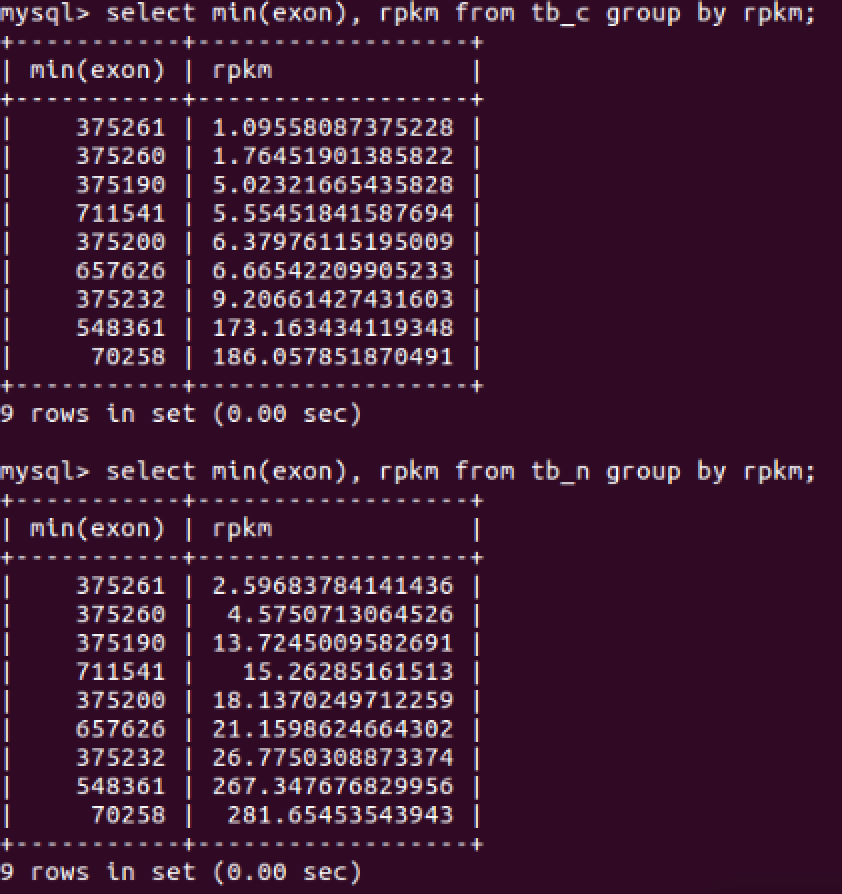 mysql> select min(exon), rpkm from tb_c group by rpkm;
+-----------+------------------+
| min(exon) | rpkm             |
+-----------+------------------+
|    375261 | 1.09558087375228 |
|    375260 | 1.76451901385822 |
|    375190 | 5.02321665435828 |
|    711541 | 5.55451841587694 |
|    375200 | 6.37976115195009 |
|    657626 | 6.66542209905233 |
|    375232 | 9.20661427431603 |
|    548361 | 173.163434119348 |
|     70258 | 186.057851870491 |
+-----------+------------------+
9 rows in set (0.00 sec)

mysql> select min(exon), rpkm from tb_n group by rpkm;
+-----------+------------------+
| min(exon) | rpkm             |
+-----------+------------------+
|    375261 | 2.59683784141436 |
|    375260 |  4.5750713064526 |
|    375190 | 13.7245009582691 |
|    711541 |   15.26285161513 |
|    375200 | 18.1370249712259 |
|    657626 | 21.1598624664302 |
|    375232 | 26.7750308873374 |
|    548361 | 267.347676829956 |
|     70258 |  281.65453543943 |
+-----------+------------------+
9 rows in set (0.00 sec)